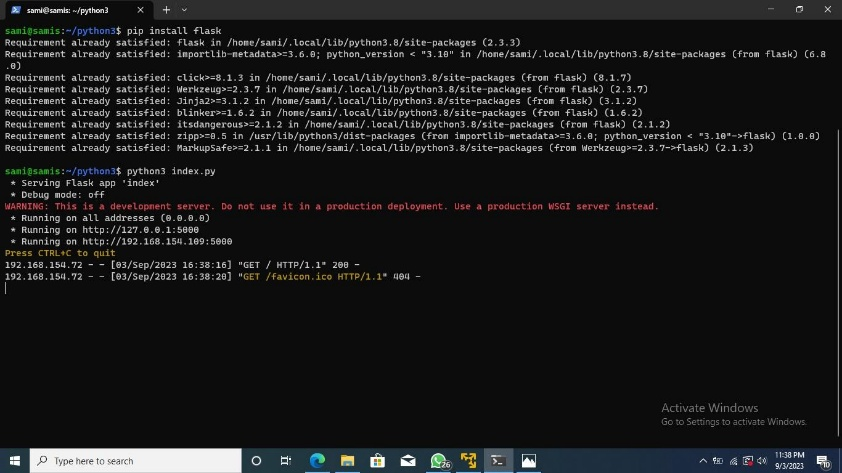 sami@samis: ~/python3
sami@samis:~/python3$ pip install flask
Requirement already satisfied: flask in /home/sami/.local/lib/python3.8/site-packages (2.3.3)
Requirement already satisfied: importlib-metadata>=3.6.0; python_version < "3.10" in /home/sami/.local/lib/python3.8/site-packages (from flask) (6.8
.0)
Requirement already satisfied: click>=8.1.3 in /home/sami/.local/lib/python3.8/site-packages (from flask) (8.1.7)
Requirement already satisfied: Werkzeug>=2.3.7 in /home/sami/.local/lib/python3.8/site-packages (from flask) (2.3.7)
Requirement already satisfied: Jinja2>=3.1.2 in /home/sami/.local/lib/python3.8/site-packages (from flask) (3.1.2)
Requirement already satisfied: blinker>=1.6.2 in /home/sami/.local/lib/python3.8/site-packages (from flask) (1.6.2)
Requirement already satisfied: itsdangerous>=2.1.2 in /home/sami/.local/lib/python3.8/site-packages (from flask) (2.1.2)
Requirement already satisfied: zipp>=0.5 in /usr/lib/python3/dist-packages (from importlib-metadata>=3.6.0; python_version < "3.10"->flask) (1.0.0)
Requirement already satisfied: MarkupSafe>=2.1.1 in /home/sami/.local/lib/python3.8/site-packages (from Werkzeug>=2.3.7->flask) (2.1.3)
sami@samis:~/python3$ python3 index.py
* Serving Flask app 'index'
* Debug mode: off
WARNING: This is a development server. Do not use it in a production deployment. Use a production WSGI server instead.
* Running on all addresses (0.0.0.0)
* Running on http://127.0.0.1:5000
* Running on http://192.168.154.109:5000
Press CTRL+C to quit
192.168.154.72 - - [03/Sep/2023 16:38:16] "GET / HTTP/1.1" 200 -
192.168.154.72 - - [03/Sep/2023 16:38:20] "GET /favicon.ico HTTP/1.1" 404 -
Activate Windows
Go to Settings to activate Windows.
Type here to search
26
11:38 PM
9/3/2023
10